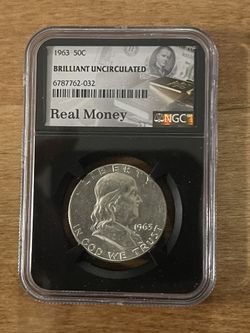 1963 50C
BRILLIANT UNCIRCULATED
6787762-032
Real Money
NGC
LIBERTY
1963
IN GOD WE TRUST